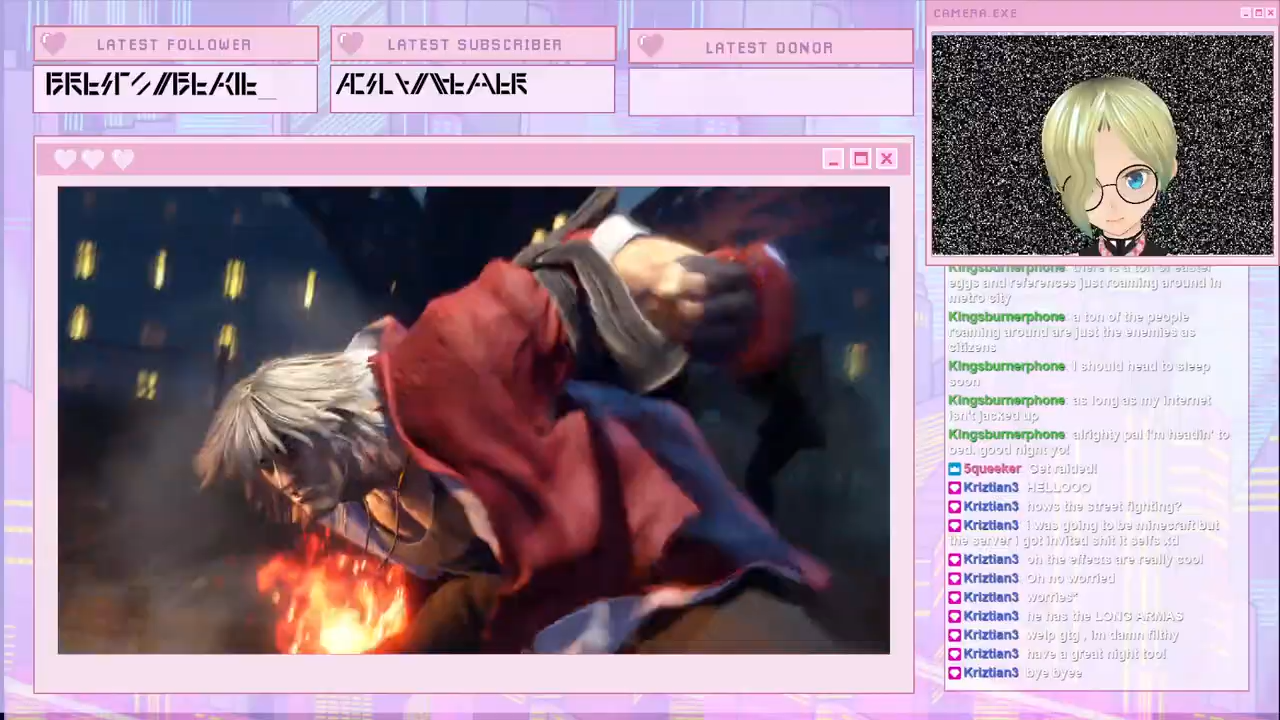 LATEST FOLLOWER
LATEST SUBSCRIBER
LATEST DONOR
CAMERA.EXE
Kingsburnerphone: there is a ton of easter
eggs and references just roaming around in
metro city
Kingsburnerphone: a ton of the people
roaming around are just the enemies as
citizens
Kingsburnerphone: I should head to sleep
soon
Kingsburnerphone: as long as my internet
isn't jacked up
Kingsburnerphone: alrighty pal I'm headin' to
bed. good night yo!
5queeker: Get raided!
Kriztian3: HELLOOO
Kriztian3: hows the street fighting?
Kriztian3: i was going to be minecraft but
the server i got invited shit it selfs xd
Kriztian3: oh the effects are really cool
Kriztian3: Oh no worried
Kriztian3: worries*
Kriztian3: he has the LONG ARMAS
Kriztian3: welp gtg , im damn filthy
Kriztian3: have a great night too!
Kriztian3: bye byee